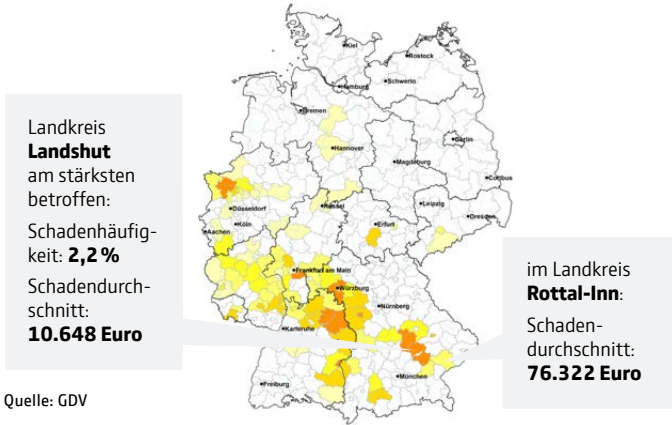 Kiel
Rostock
Hamburg
Schwerin
Bremen
Berlin
Hannover
Magdeburg
Cottbus
Düsseldorf
Kassel
Leipzig
Dresden
Köln
Erfurt
Aachen
Frankfurt am Main
Würzburg
Nürnberg
Karlsruhe
München
Freiburg
Landkreis
Landshut
am stärksten
betroffen:
Schadenhäufig-
keit: 2,2 %
Schadendurch-
schnitt:
10.648 Euro
im Landkreis
Rottal-Inn:
Schaden-
durchschnitt:
76.322 Euro
Quelle: GDV